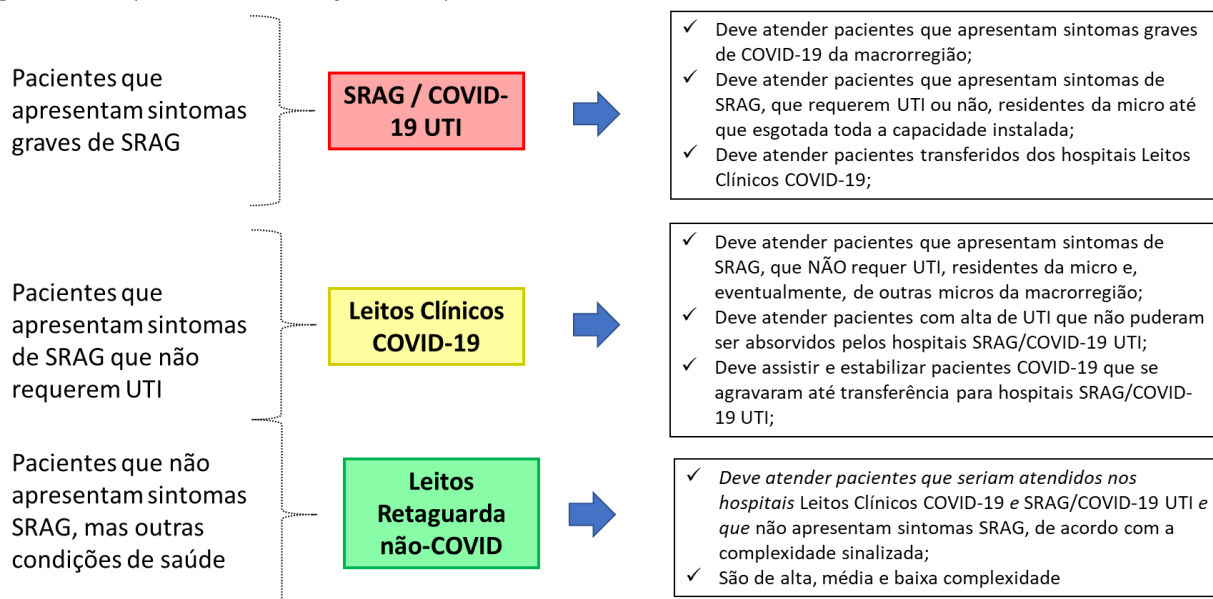 Pacientes que
apresentam sintomas
graves de SRAG
SRAG / COVID-
19 UTI
✓ Deve atender pacientes que apresentam sintomas graves
de COVID-19 da macrorregião;
✓ Deve atender pacientes que apresentam sintomas de
SRAG, que requerem UTI ou não, residentes da micro até
que esgotada toda a capacidade instalada;
✓ Deve atender pacientes transferidos dos hospitais Leitos
Clínicos COVID-19;
Pacientes que
apresentam sintomas
de SRAG que não
requerem UTI
Leitos Clínicos
COVID-19
✓ Deve atender pacientes que apresentam sintomas de
SRAG, que NÃO requer UTI, residentes da micro e,
eventualmente, de outras micros da macrorregião;
✓ Deve atender pacientes com alta de UTI que não puderam
ser absorvidos pelos hospitais SRAG/COVID-19 UTI;
✓ Deve assistir e estabilizar pacientes COVID-19 que se
agravaram até transferência para hospitais SRAG/COVID-
19 UTI;
Pacientes que não
apresentam sintomas
SRAG, mas outras
condições de saúde
Leitos
Retaguarda
não-COVID
✓ Deve atender pacientes que seriam atendidos nos
hospitais Leitos Clínicos COVID-19 e SRAG/COVID-19 UTI e
que não apresentam sintomas SRAG, de acordo com a
complexidade sinalizada;
✓ São de alta, média e baixa complexidade